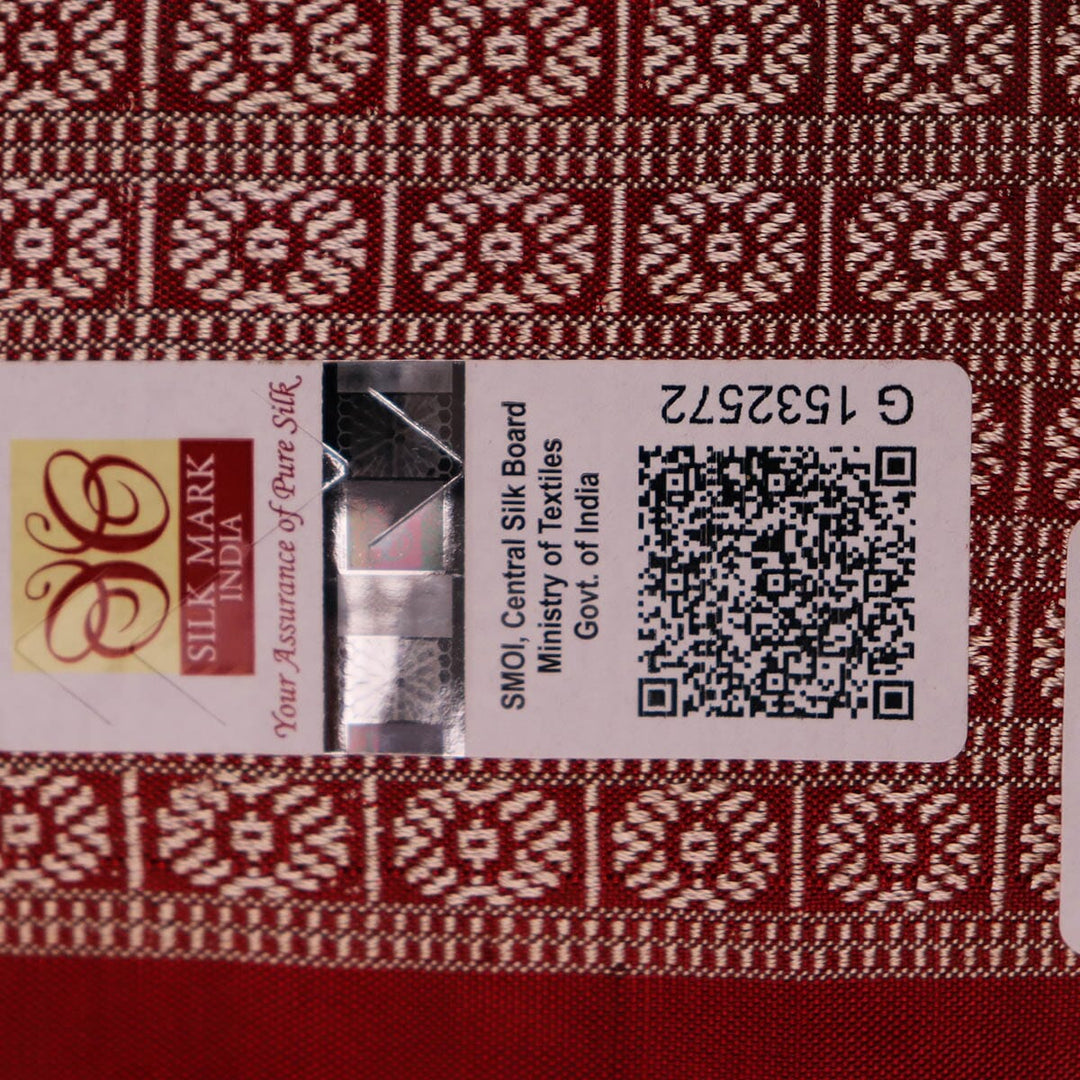 SILK MARK
INDIA
Your Assurance of Pure Silk
SMOI, Central Silk Board
Ministry of Textiles
Govt. of India
G 1532572